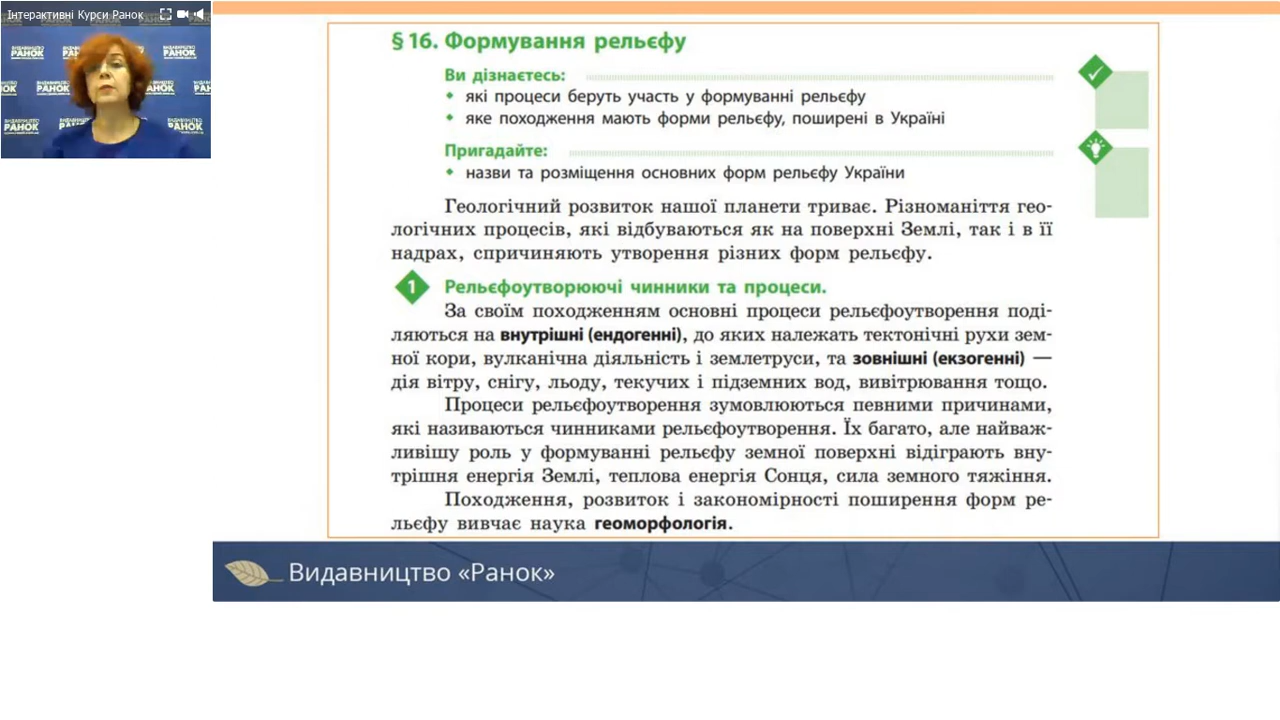 Інтерактивні Курси Ранок
ВИДАВНИЦТВО
РАНОК
РАНОК
РАНОК
РАНОК
§ 16. Формування рельєфу
Ви дізнаєтесь:
• які процеси беруть участь у формуванні рельєфу
• яке походження мають форми рельєфу, поширені в Україні
Пригадайте:
• назви та розміщення основних форм рельєфу України
Геологічний розвиток нашої планети триває. Різноманіття гео-
логічних процесів, які відбуваються як на поверхні Землі, так і в її
надрах, спричиняють утворення різних форм рельєфу.
1 Рельєфоутворюючі чинники та процеси.
За своїм походженням основні процеси рельєфоутворення поді-
ляються на внутрішні (ендогенні), до яких належать тектонічні рухи зем-
ної кори, вулканічна діяльність і землетруси, та зовнішні (екзогенні) —
дія вітру, снігу, льоду, текучих і підземних вод, вивітрювання тощо.
Процеси рельєфоутворення зумовлюються певними причинами,
які називаються чинниками рельєфоутворення. Їх багато, але найваж-
ливішу роль у формуванні рельєфу земної поверхні відіграють вну-
трішня енергія Землі, теплова енергія Сонця, сила земного тяжіння.
Походження, розвиток і закономірності поширення форм ре-
льєфу вивчає наука геоморфологія.
Видавництво «Ранок»